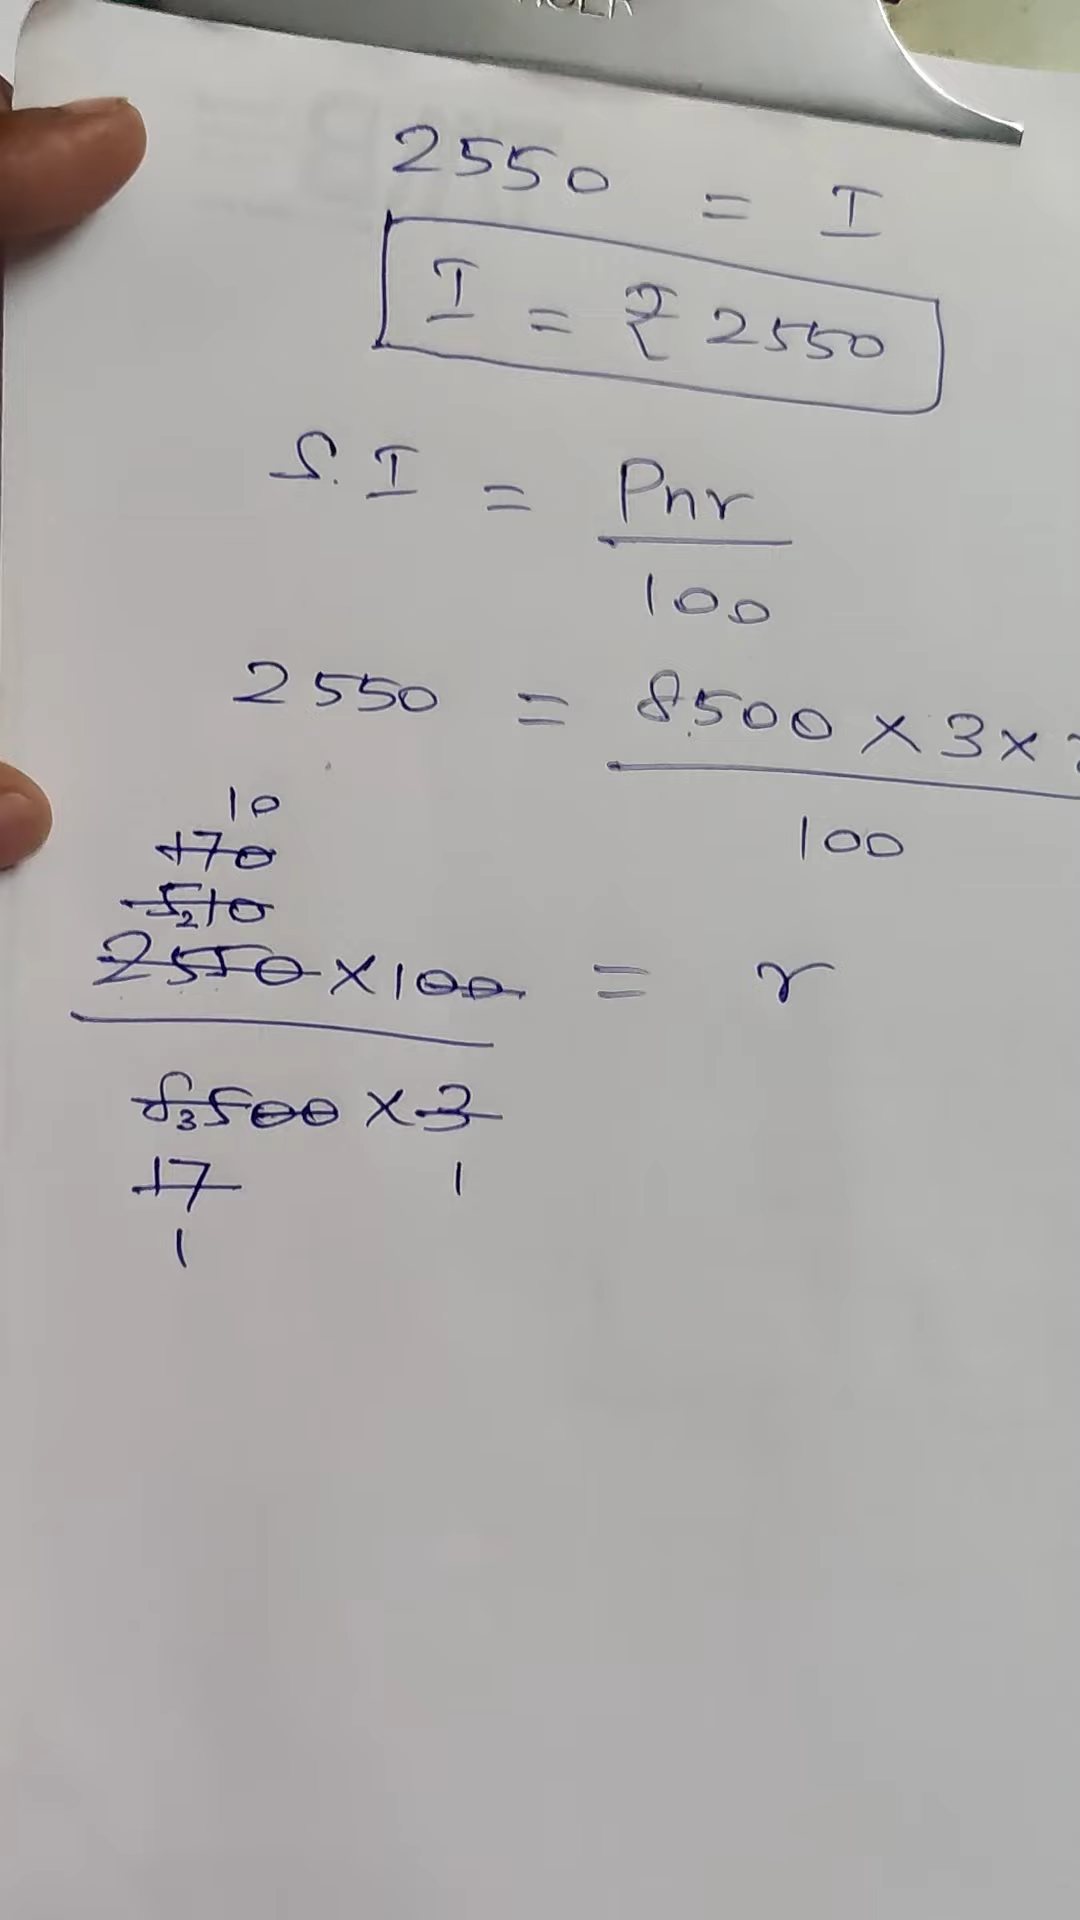 2550 = I
I = ₹ 2550
S.I = Pnr
100
2550 = 8500 × 3 ×
100
10
170
510
2550 × 100 = r
8500 × 3
17 1
1